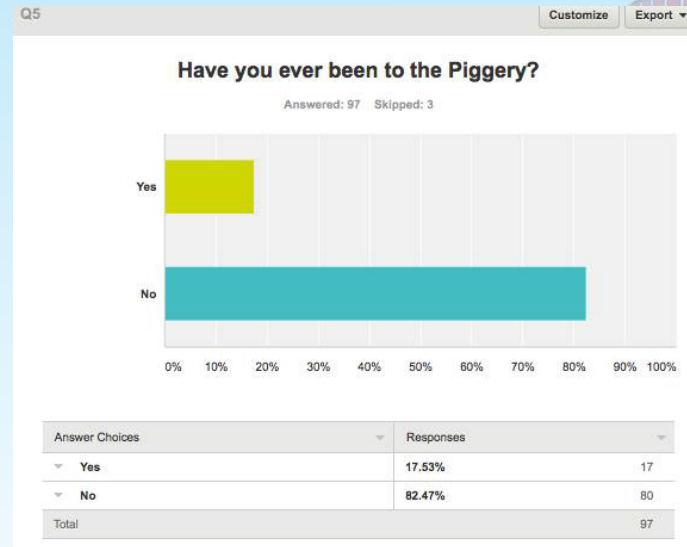 Q5
Customize Export
Have you ever been to the Piggery?
Answered: 97 Skipped: 3
Yes
No
0% 10% 20% 30% 40% 50% 60% 70% 80% 90% 100%
Answer Choices Responses
Yes 17.53% 17
No 82.47% 80
Total 97